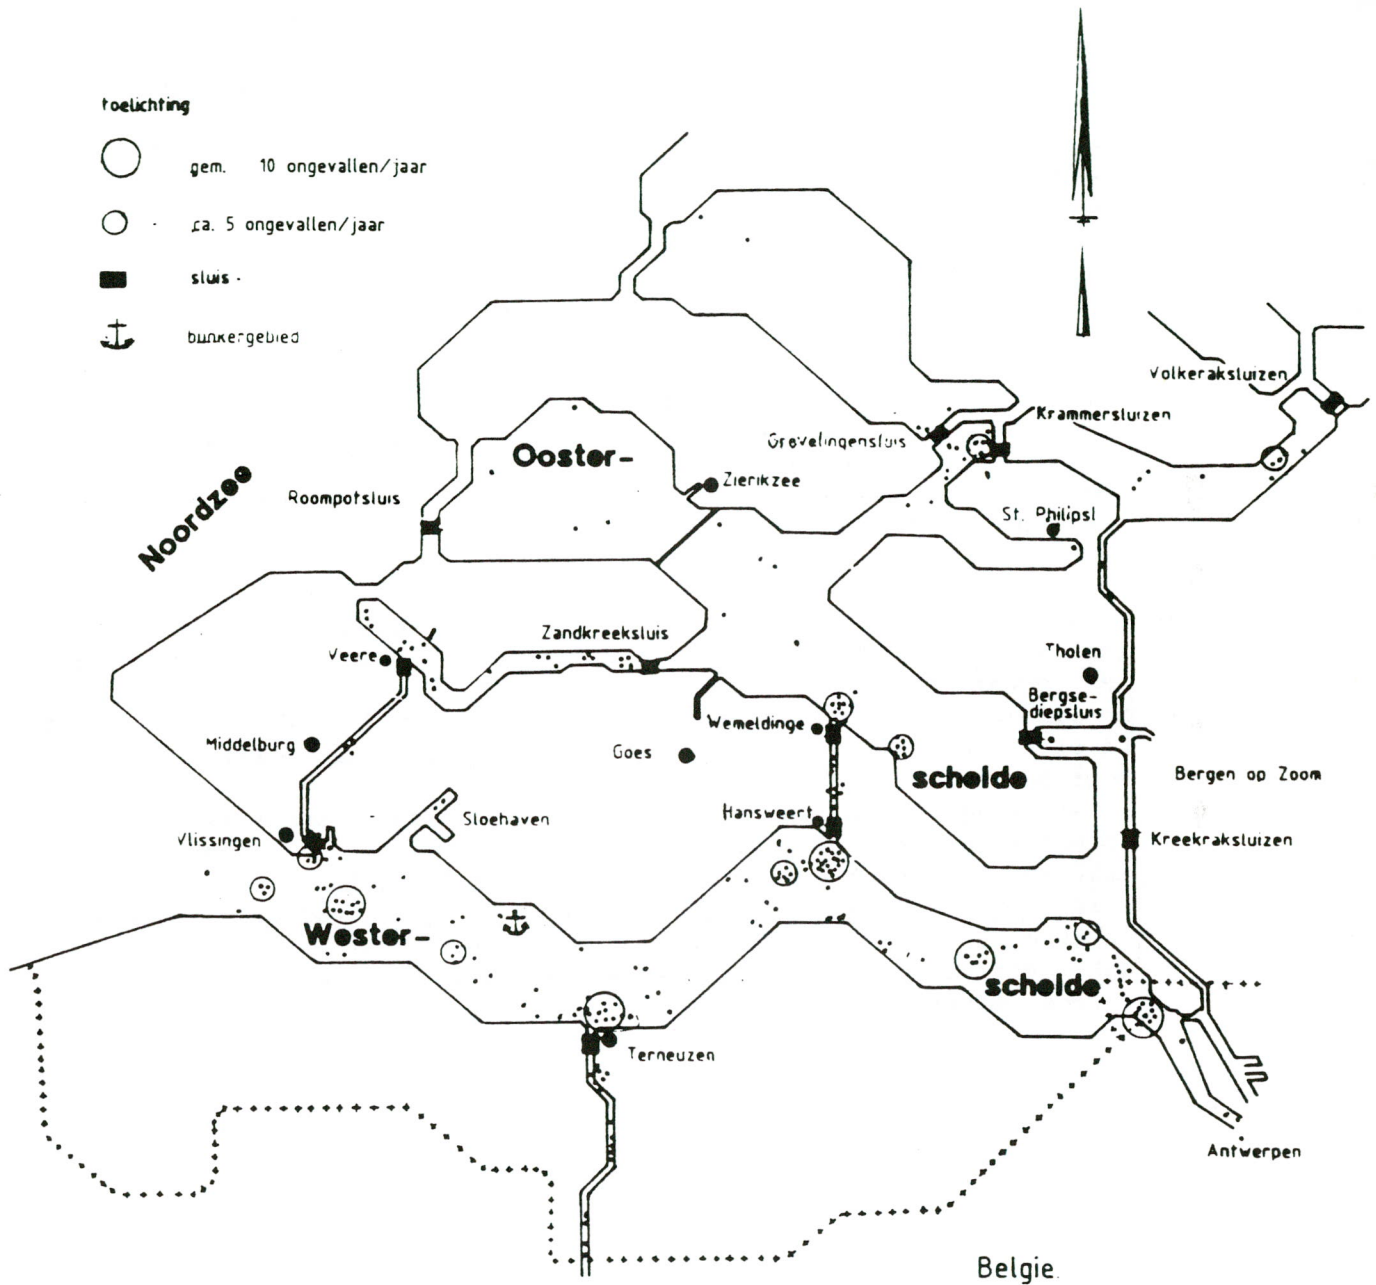 toelichting
gem. 10 ongevallen/jaar
ca. 5 ongevallen/jaar
sluis
bunkergebied
Volkeraksluizen
Krammersluizen
Grevelingensluis
Ooster-
Zierikzee
Noordzee
Roompotsluis
St. Philipsl
Zandkreeksluis
Veere
Tholen
Bergse-
diepsluis
Wemeldinge
Middelburg
Goes
schelde
Bergen op Zoom
Hansweert
Sloehaven
Vlissingen
Kreekraksluizen
Wester-
schelde
Terneuzen
Antwerpen
Belgie